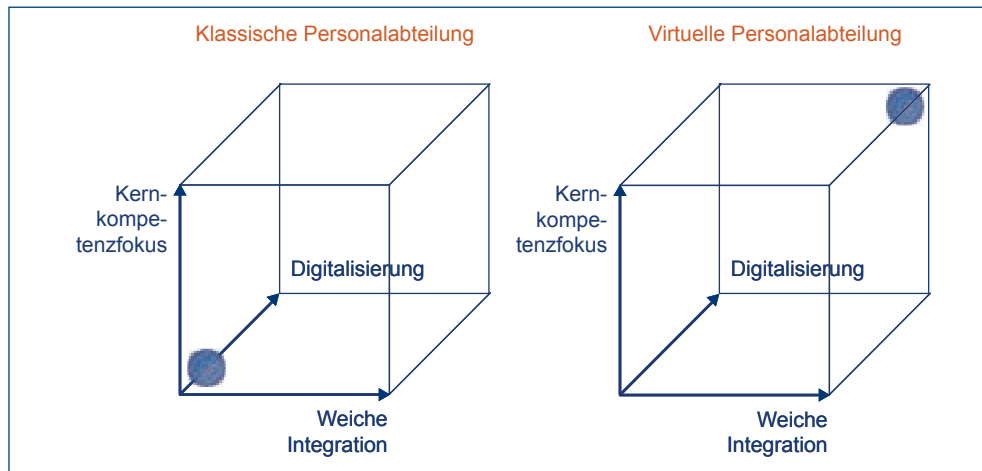 Klassische Personalabteilung
Kern-
kompe-
tenzfokus
Digitalisierung
Weiche
Integration
Virtuelle Personalabteilung
Kern-
kompe-
tenzfokus
Digitalisierung
Weiche
Integration